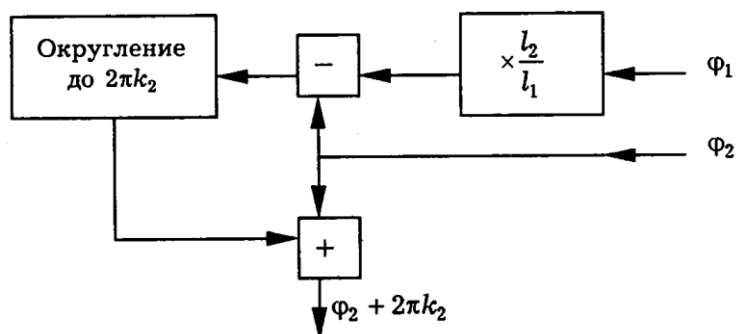 Округление
до 2πk₂
−
× l₂/l₁
φ₁
φ₂
+
φ₂ + 2πk₂